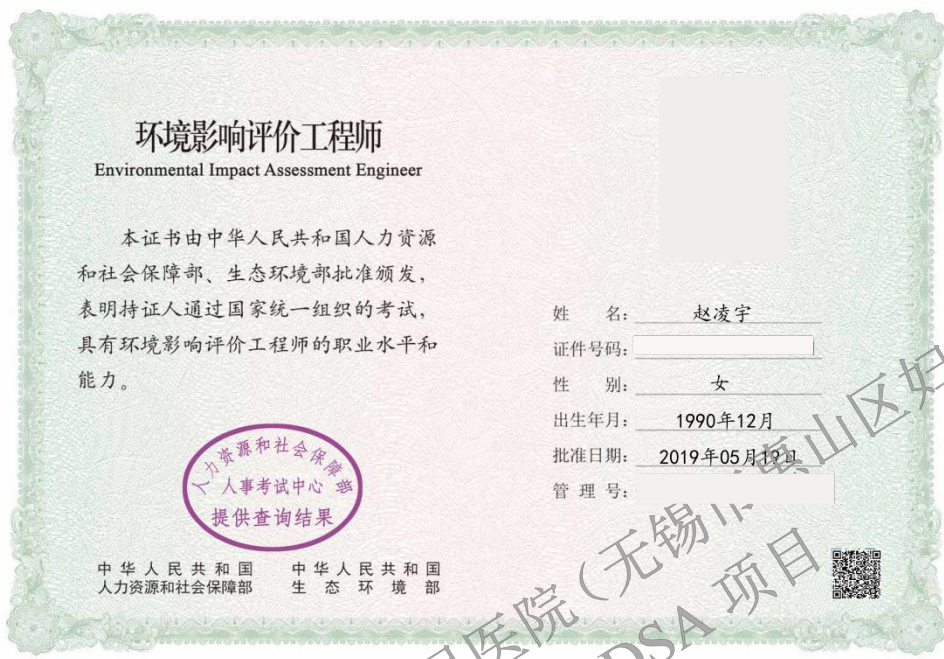 环境影响评价工程师
Environmental Impact Assessment Engineer
本证书由中华人民共和国人力资源
和社会保障部、生态环境部批准颁发，
表明持证人通过国家统一组织的考试，
具有环境影响评价工程师的职业水平和
能力。
人力资源和社会保障部
人事考试中心
提供查询结果
中华人民共和国
人力资源和社会保障部
中华人民共和国
生态环境部
姓 名：赵凌宇
证件号码：
性 别：女
出生年月：1990年12月
批准日期：2019年05月19日
管 理 号：
医院（无锡市惠山区妇
DSA 项目